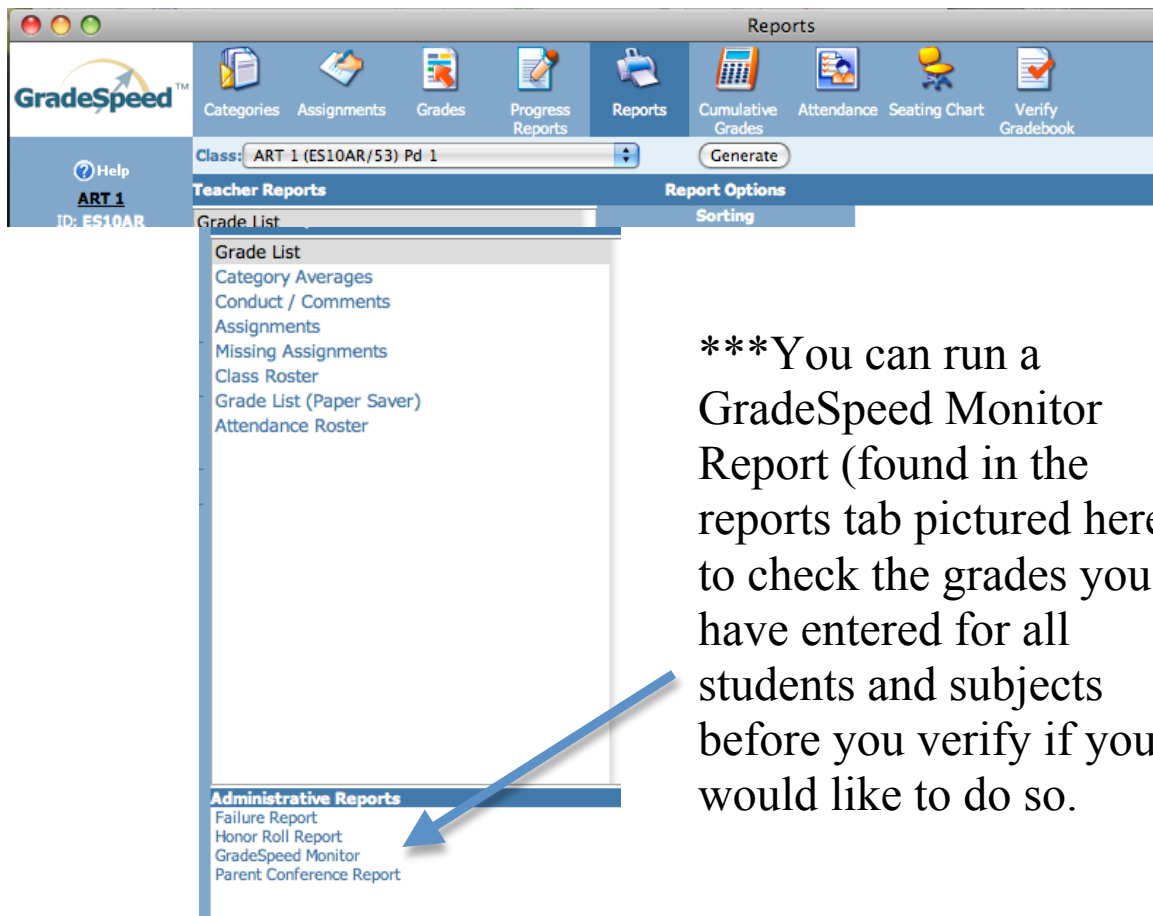 Reports
GradeSpeed™
Categories Assignments Grades Progress Reports Reports Cumulative Grades Attendance Seating Chart Verify Gradebook
Help
Class: ART 1 (ES10AR/53) Pd 1 Generate
ART 1
Teacher Reports Report Options
ID: ES10AR
Grade List Sorting
Grade List
Category Averages
Conduct / Comments
Assignments
Missing Assignments
Class Roster
Grade List (Paper Saver)
Attendance Roster
***You can run a
GradeSpeed Monitor
Report (found in the
reports tab pictured here
to check the grades you
have entered for all
students and subjects
before you verify if you
would like to do so.
Administrative Reports
Failure Report
Honor Roll Report
GradeSpeed Monitor
Parent Conference Report